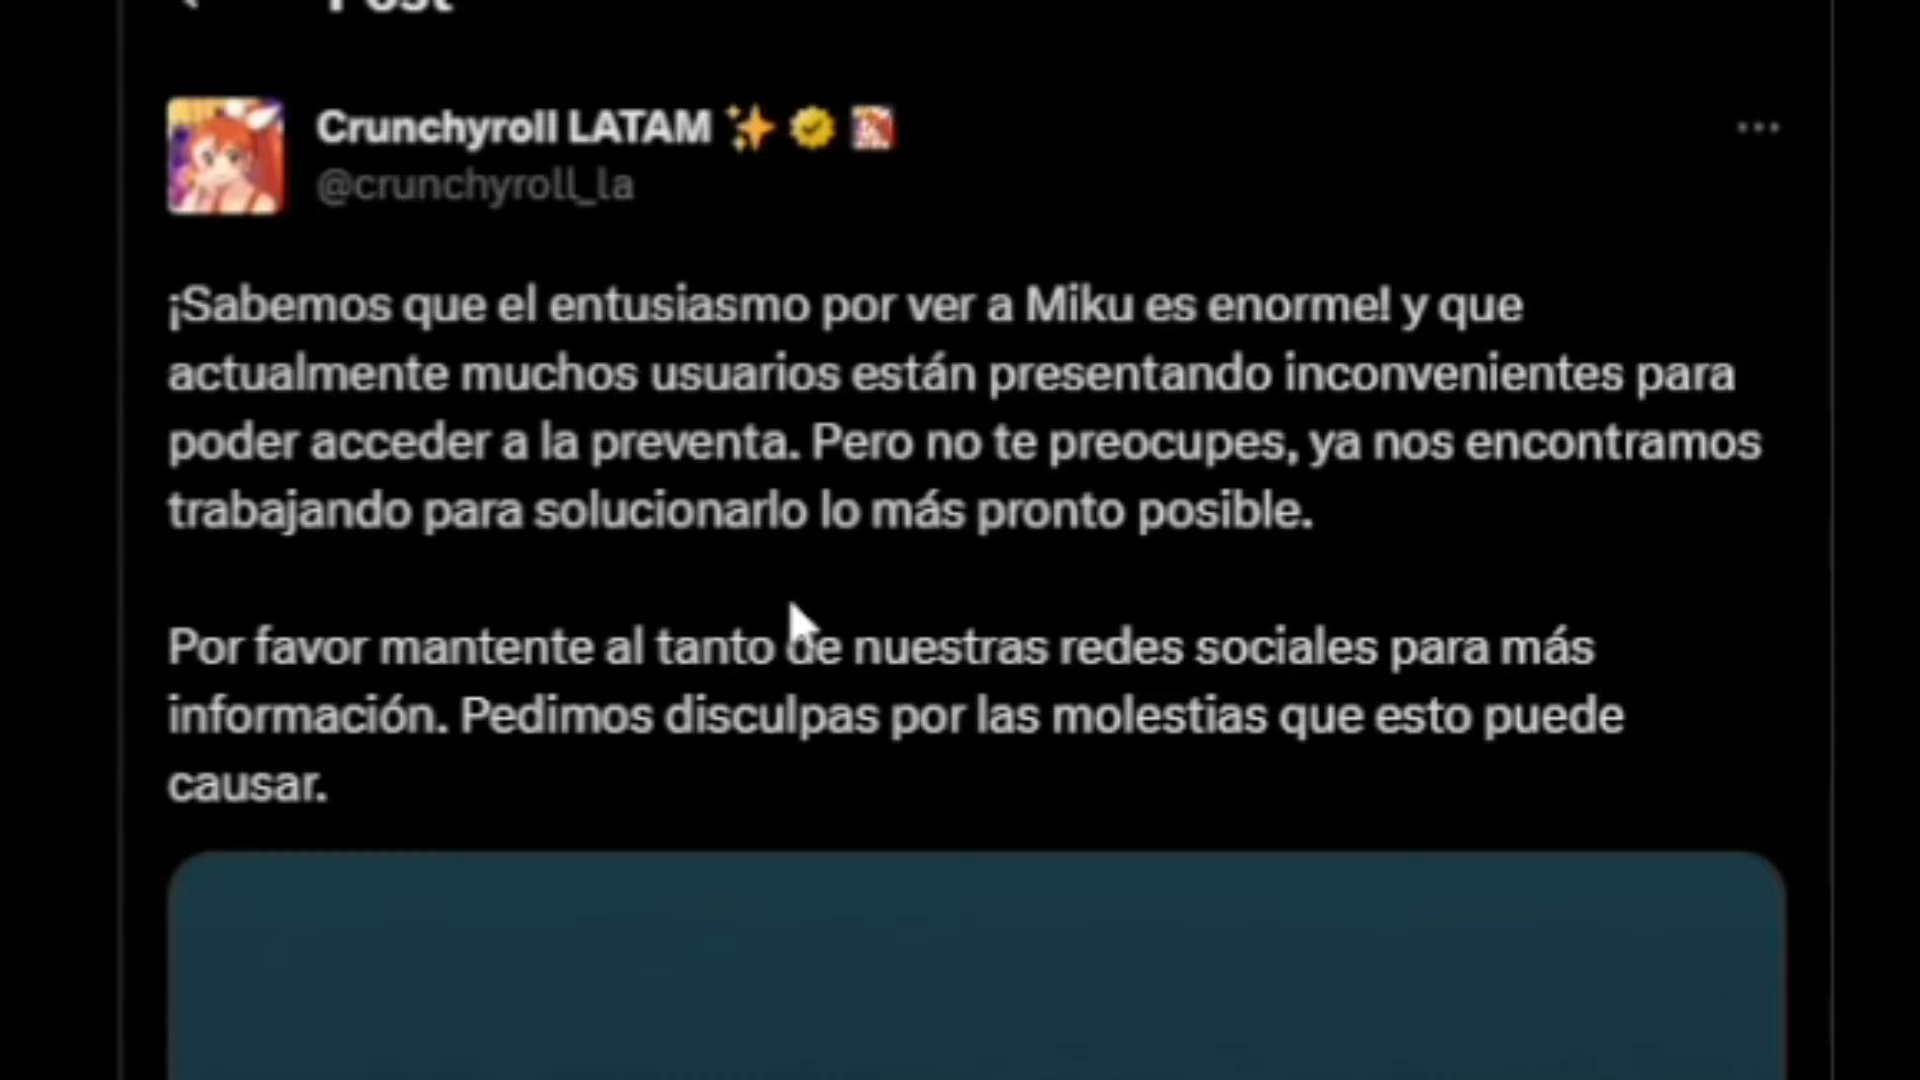 Post
Crunchyroll LATAM ✨
@crunchyroll_la
¡Sabemos que el entusiasmo por ver a Miku es enorme! y que
actualmente muchos usuarios están presentando inconvenientes para
poder acceder a la preventa. Pero no te preocupes, ya nos encontramos
trabajando para solucionarlo lo más pronto posible.
Por favor mantente al tanto de nuestras redes sociales para más
información. Pedimos disculpas por las molestias que esto puede
causar.